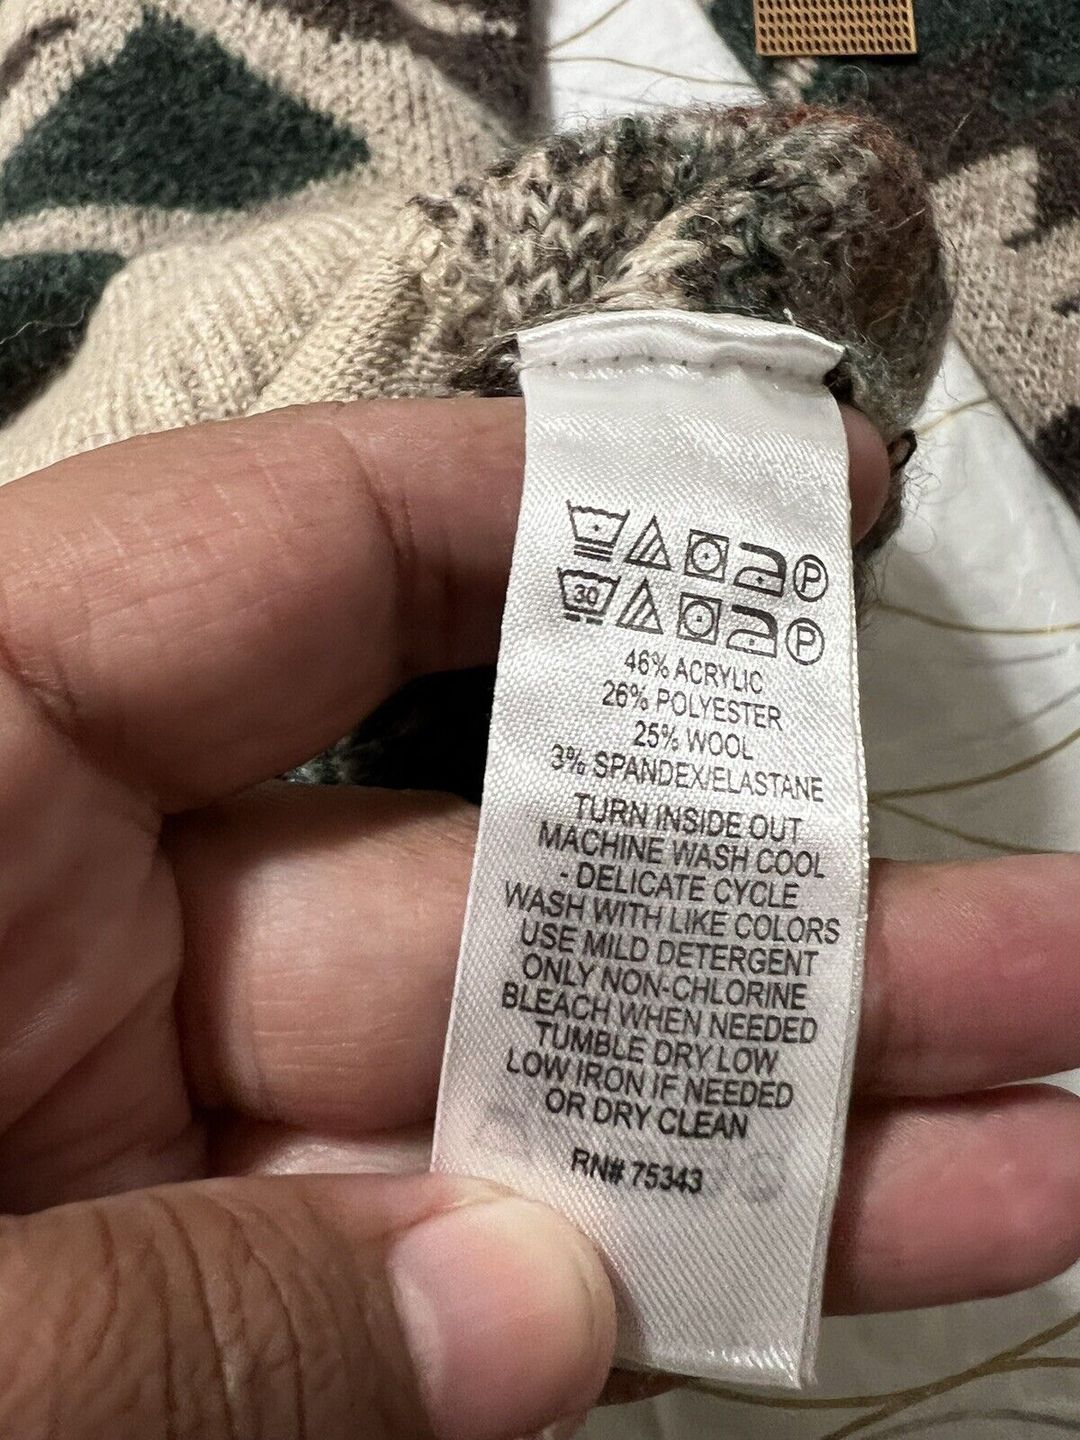 P
30 P
46% ACRYLIC
26% POLYESTER
25% WOOL
3% SPANDEX/ELASTANE
TURN INSIDE OUT
MACHINE WASH COOL
- DELICATE CYCLE
WASH WITH LIKE COLORS
USE MILD DETERGENT
ONLY NON-CHLORINE
BLEACH WHEN NEEDED
TUMBLE DRY LOW
LOW IRON IF NEEDED
OR DRY CLEAN
RN# 75343